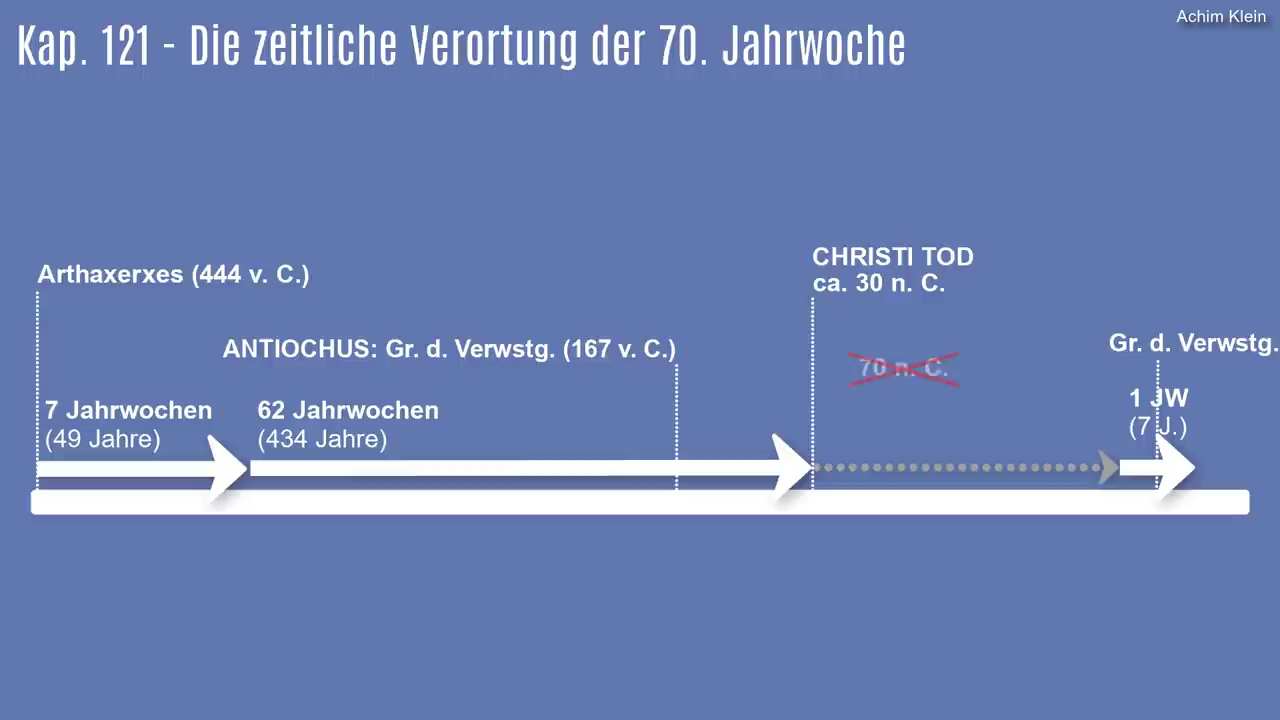 Achim Klein
Kap. 121 - Die zeitliche Verortung der 70. Jahrwoche
CHRISTI TOD
ca. 30 n. C.
Arthaxerxes (444 v. C.)
ANTIOCHUS: Gr. d. Verwstg. (167 v. C.)
Gr. d. Verwstg.
70 n. C.
7 Jahrwochen
(49 Jahre)
62 Jahrwochen
(434 Jahre)
1 JW
(7 J.)